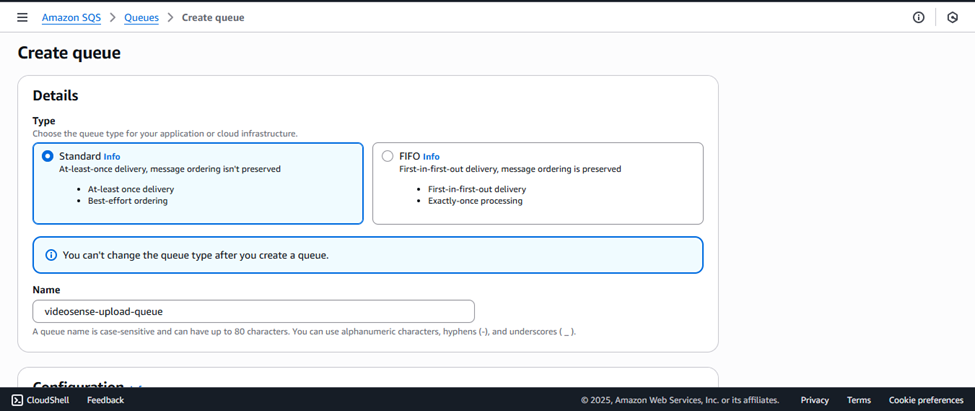 Amazon SQS > Queues > Create queue
Create queue
Details
Type
Choose the queue type for your application or cloud infrastructure.
Standard Info
At-least-once delivery, message ordering isn't preserved
• At-least once delivery
• Best-effort ordering
FIFO Info
First-in-first-out delivery, message ordering is preserved
• First-in-first-out delivery
• Exactly-once processing
You can't change the queue type after you create a queue.
Name
videosense-upload-queue
A queue name is case-sensitive and can have up to 80 characters. You can use alphanumeric characters, hyphens (-), and underscores ( _ ).
Configuration Info
CloudShell Feedback © 2025, Amazon Web Services, Inc. or its affiliates. Privacy Terms Cookie preferences